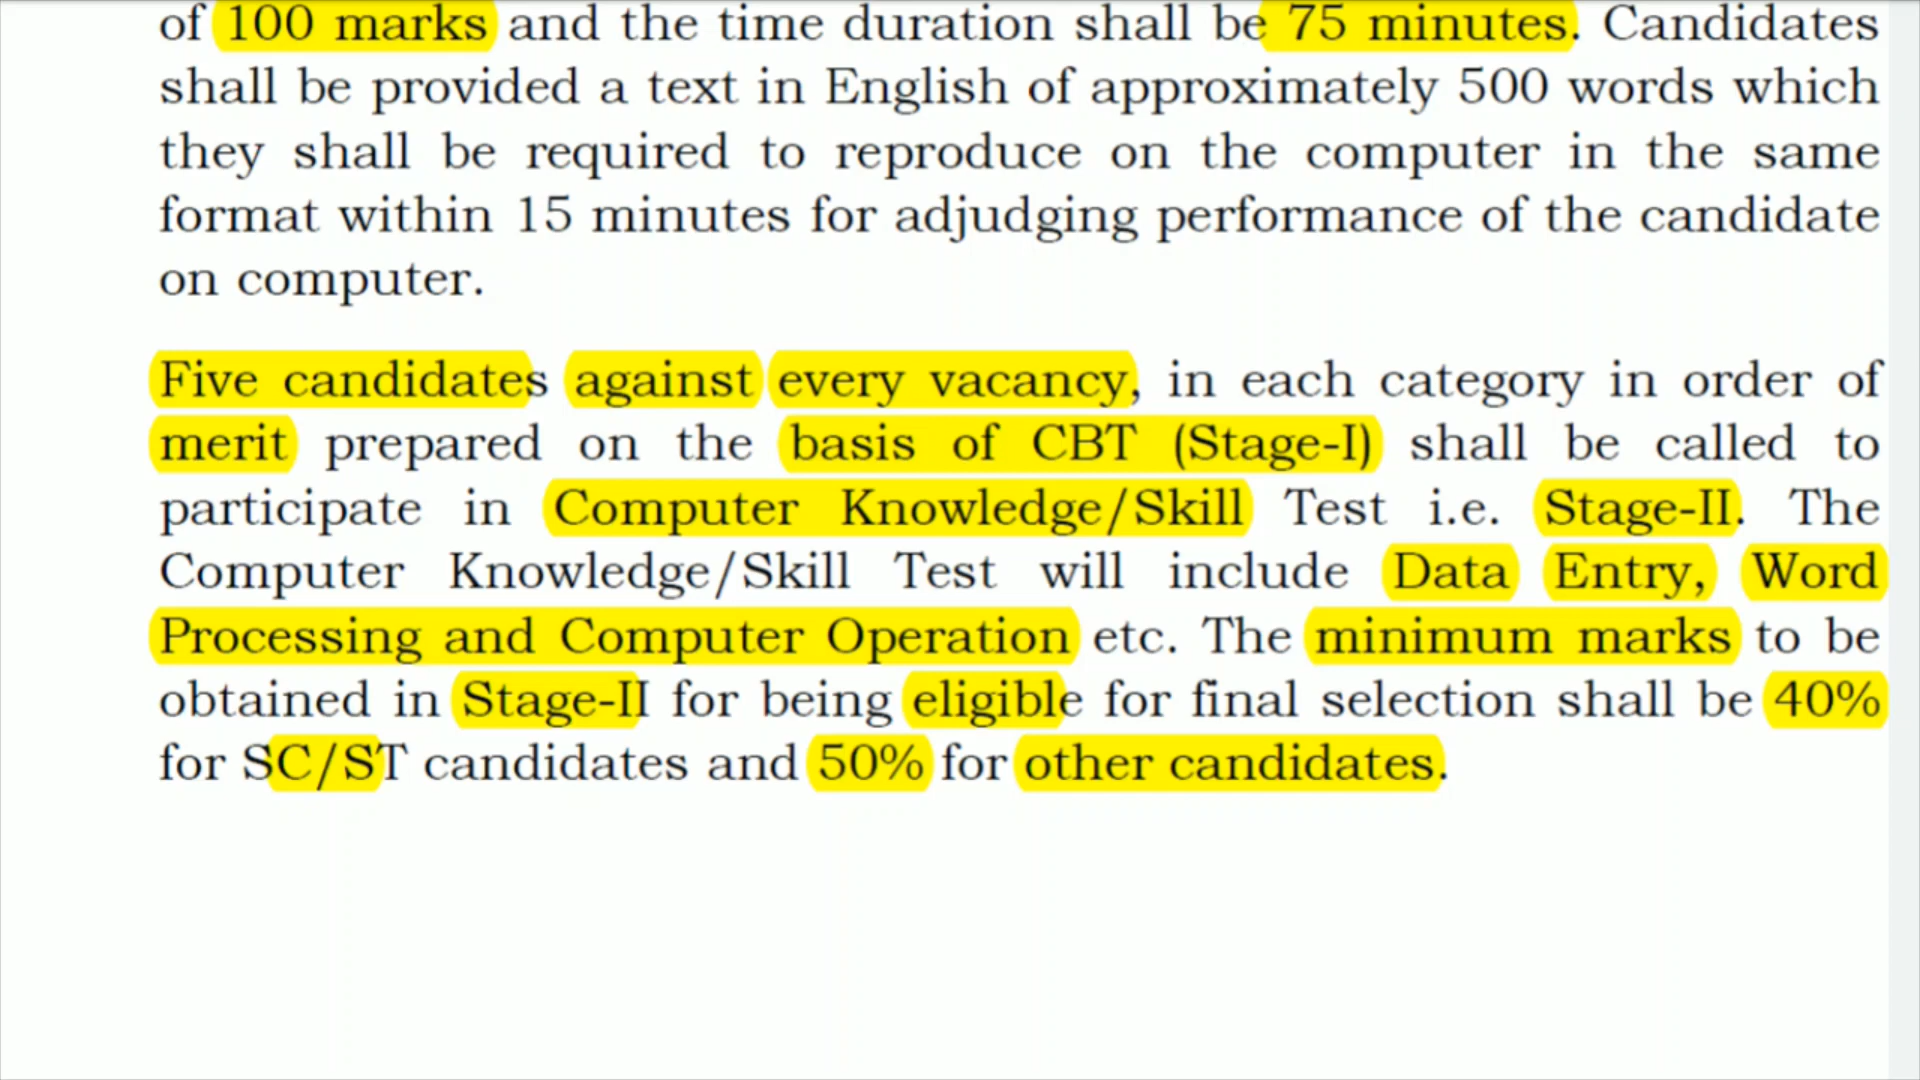 of 100 marks and the time duration shall be 75 minutes. Candidates
shall be provided a text in English of approximately 500 words which
they shall be required to reproduce on the computer in the same
format within 15 minutes for adjudging performance of the candidate
on computer.
Five candidates against every vacancy, in each category in order of
merit prepared on the basis of CBT (Stage-I) shall be called to
participate in Computer Knowledge/Skill Test i.e. Stage-II. The
Computer Knowledge/Skill Test will include Data Entry, Word
Processing and Computer Operation etc. The minimum marks to be
obtained in Stage-II for being eligible for final selection shall be 40%
for SC/ST candidates and 50% for other candidates.